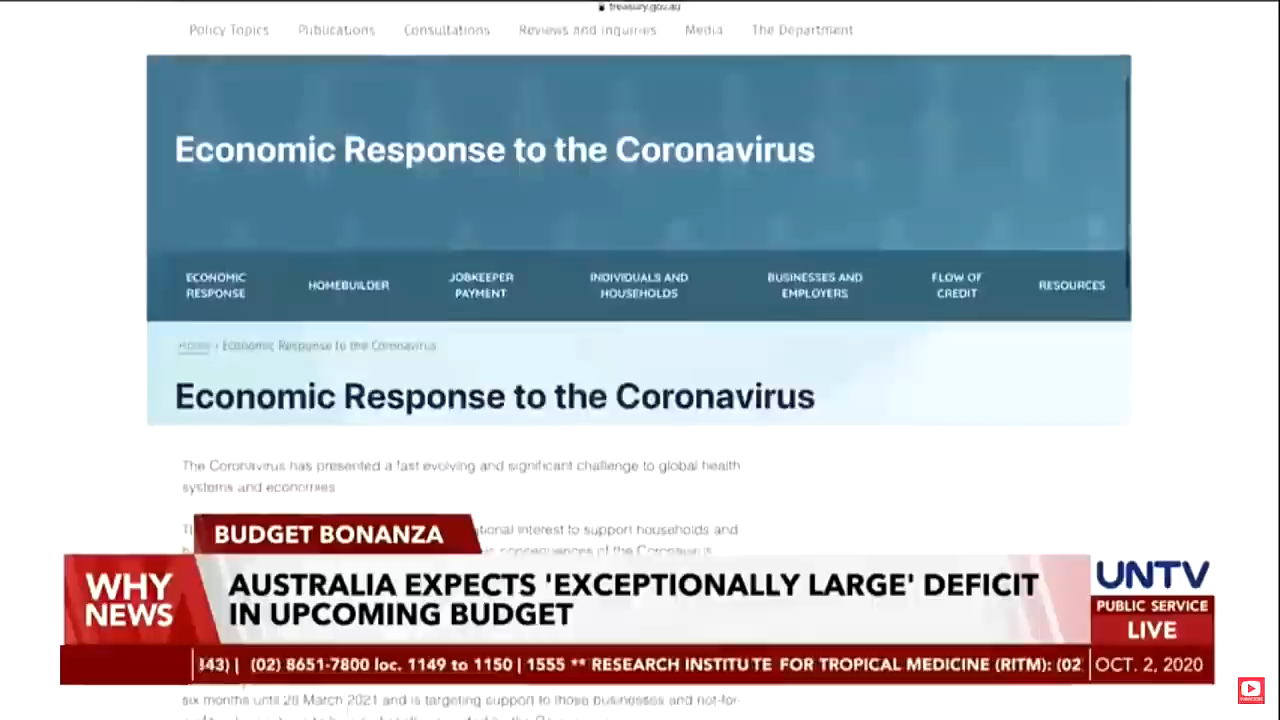 treasury.gov.au
Policy Topics Publications Consultations Reviews and inquiries Media The Department
Economic Response to the Coronavirus
ECONOMIC RESPONSE
HOMEBUILDER
JOBKEEPER PAYMENT
INDIVIDUALS AND HOUSEHOLDS
BUSINESSES AND EMPLOYERS
FLOW OF CREDIT
RESOURCES
Home › Economic Response to the Coronavirus
Economic Response to the Coronavirus
The Coronavirus has presented a fast evolving and significant challenge to global health
systems and economies
interest to support households and
consequences of the Coronavirus
BUDGET BONANZA
WHY
NEWS
AUSTRALIA EXPECTS 'EXCEPTIONALLY LARGE' DEFICIT
IN UPCOMING BUDGET
UNTV
PUBLIC SERVICE
LIVE
343) | (02) 8651-7800 loc. 1149 to 1150 | 1555 ** RESEARCH INSTITUTE FOR TROPICAL MEDICINE (RITM): (02
OCT. 2, 2020
six months until 28 March 2021 and is targeting support to those businesses and not-for-